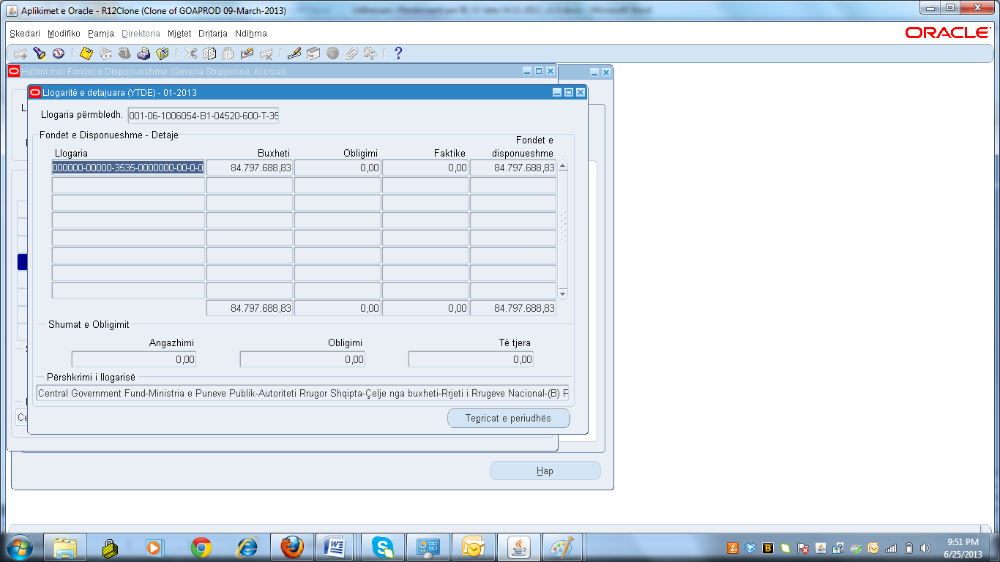 Aplikimet e Oracle - R12Clone (Clone of GOAPROD 09-March-2013)
Skedari Modifiko Pamja Direktoria Mjetet Dritarja Ndihma
ORACLE
Hetimi mbi Fondet e Disponueshme (Qeveria Shqiperise, Accrual)
Llogaritë e detajuara (YTDE) - 01-2013
Llogaria përmbledh. 001-06-1006054-B1-04520-600-T-35
Fondet e Disponueshme - Detaje
Fondet e
Llogaria Buxheti Obligimi Faktike disponueshme
000000-00000-3535-0000000-00-0-0 84.797.688,83 0,00 0,00 84.797.688,83
84.797.688,83 0,00 0,00 84.797.688,83
Shumat e Obligimit
Angazhimi Obligimi Të tjera
0,00 0,00 0,00
Përshkrimi i llogarisë
Central Government Fund-Ministria e Puneve Publik-Autoriteti Rrugor Shqipta-Çelje nga buxheti-Rrjeti i Rrugeve Nacional-(B) F
Tepricat e periudhës
Hap
9:51 PM
6/25/2013